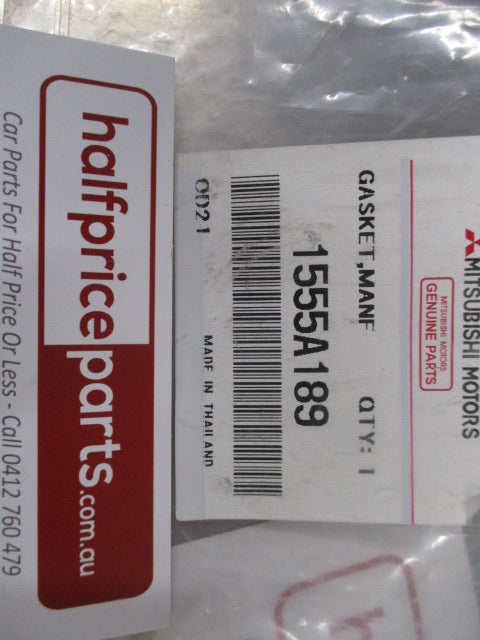 MITSUBISHI MOTORS
MITSUBISHI MOTORS
GENUINE PARTS
GASKET,MANF QTY: 1
1555A189
OD21 MADE IN THAILAND
halfpriceparts.com.au
Car Parts For Half Price Or Less - Call 0412 760 479
h